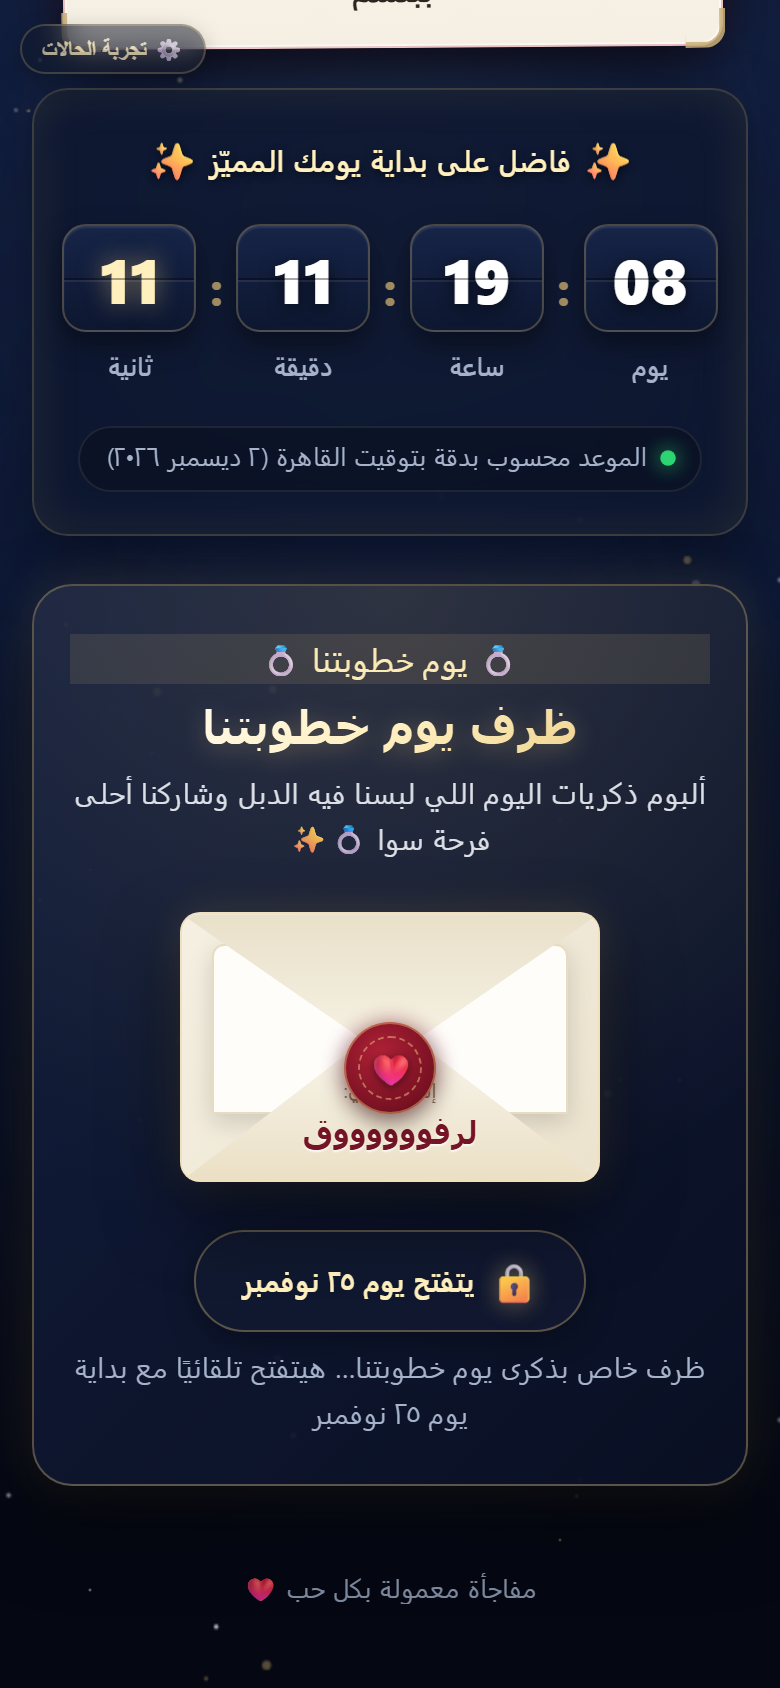 تجربة الحالات
فاضل على بداية يومك المميّز
08 : 19 : 11 : 11
يوم ساعة دقيقة ثانية
الموعد محسوب بدقة بتوقيت القاهرة (٢ ديسمبر ٢٠٢٦)
يوم خطوبتنا
ظرف يوم خطوبتنا
ألبوم ذكريات اليوم اللي لبسنا فيه الدبل وشاركنا أحلى
فرحة سوا
لرفوووووووق
يتفتح يوم ٢٥ نوفمبر
ظرف خاص بذكرى يوم خطوبتنا... هيتفتح تلقائيًا مع بداية
يوم ٢٥ نوفمبر
مفاجأة معمولة بكل حب